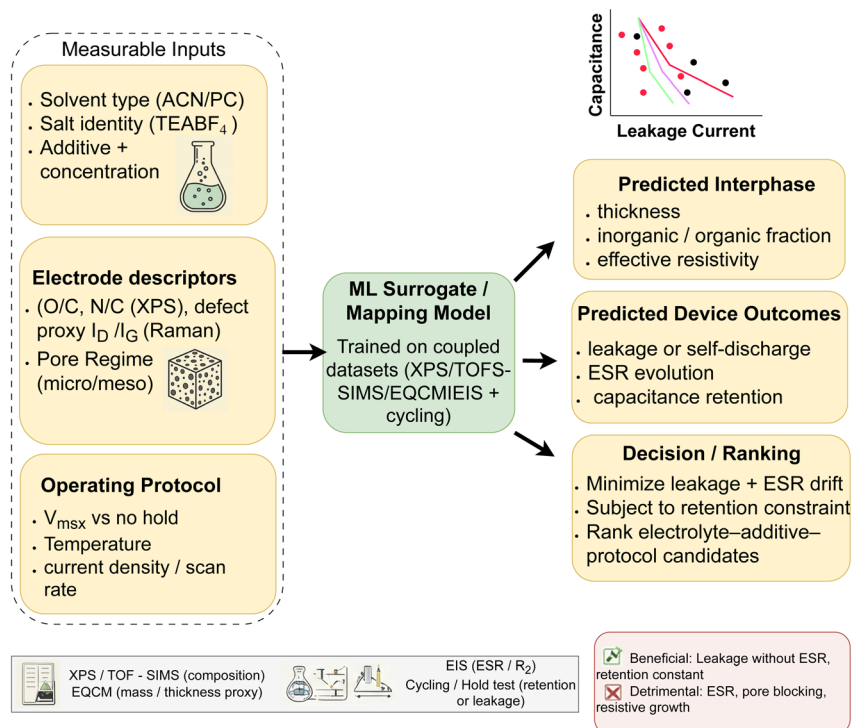 Measurable Inputs
• Solvent type (ACN/PC)
• Salt identity (TEABF₄ )
• Additive +
concentration
Electrode descriptors
• (O/C, N/C (XPS), defect
proxy I_D /I_G (Raman)
• Pore Regime
(micro/meso)
Operating Protocol
• V_msx vs no hold
• Temperature
• current density / scan
rate
ML Surrogate /
Mapping Model
Trained on coupled
datasets (XPS/TOFS-
SIMS/EQCMIEIS +
cycling)
Capacitance
Leakage Current
Predicted Interphase
• thickness
• inorganic / organic fraction
• effective resistivity
Predicted Device Outcomes
• leakage or self-discharge
• ESR evolution
• capacitance retention
Decision / Ranking
• Minimize leakage + ESR drift
• Subject to retention constraint
• Rank electrolyte–additive–
protocol candidates
XPS / TOF - SIMS (composition)
EQCM (mass / thickness proxy)
EIS (ESR / R₂)
Cycling / Hold test (retention
or leakage)
Beneficial: Leakage without ESR,
retention constant
Detrimental: ESR, pore blocking,
resistive growth